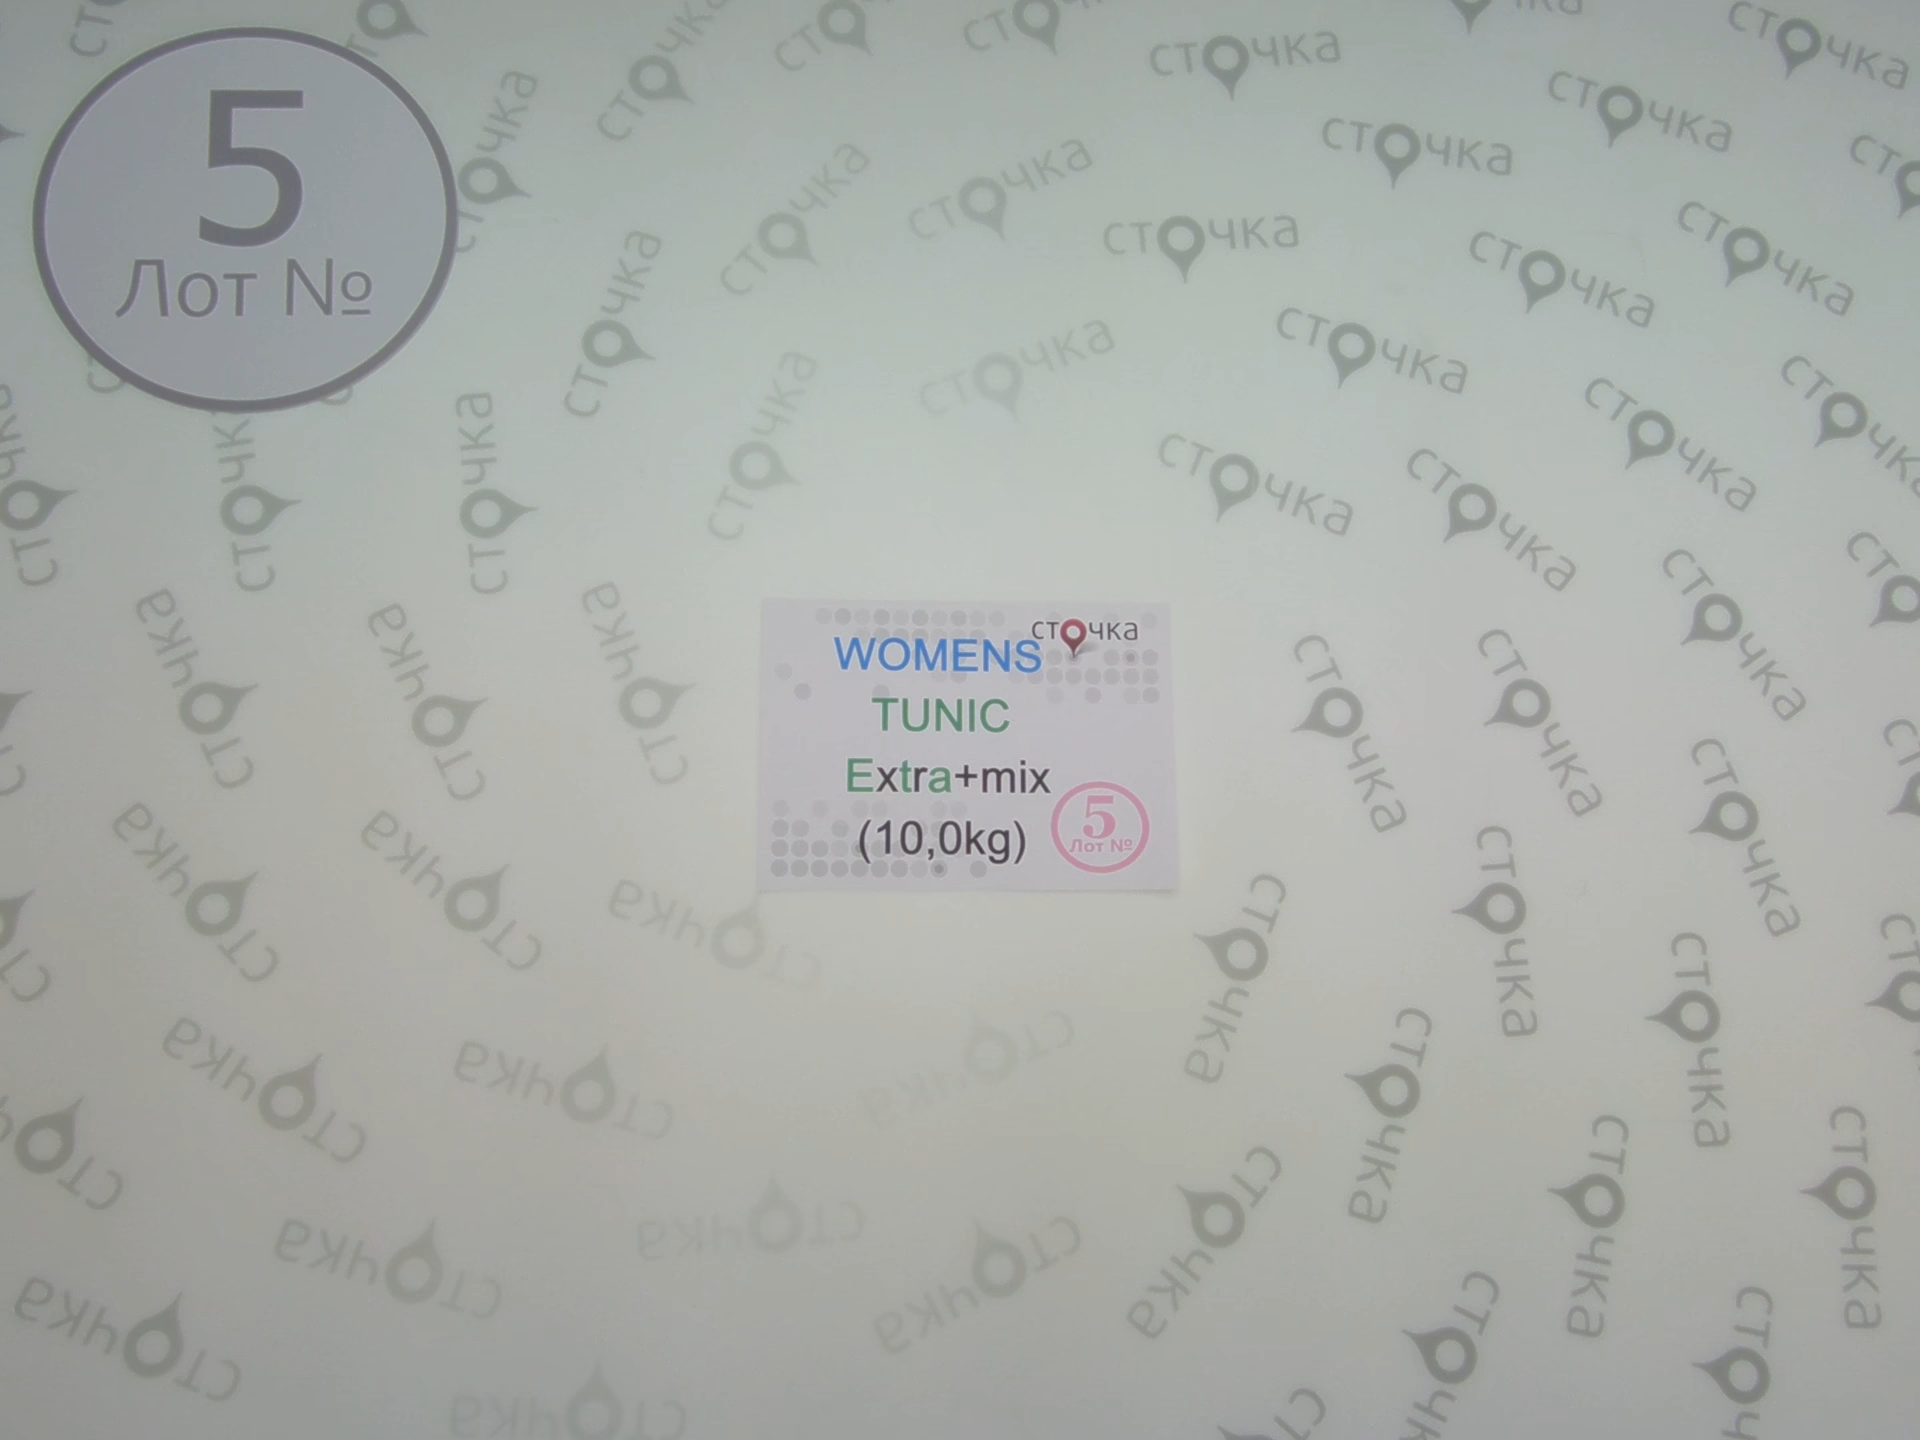 5
Лот №
сточка
WOMENS
TUNIC
Extra+mix
(10,0kg)
5
Лот №